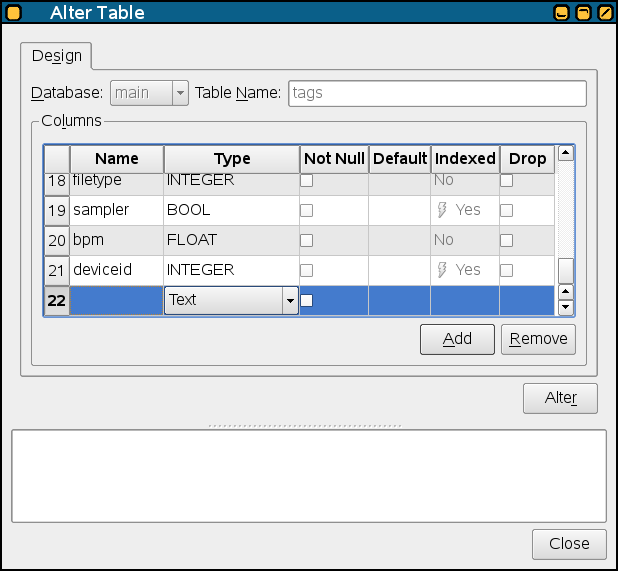 Alter Table
Design
Database: main Table Name: tags
Columns
Name Type Not Null Default Indexed Drop
18 filetype INTEGER No
19 sampler BOOL Yes
20 bpm FLOAT No
21 deviceid INTEGER Yes
22 Text
Add Remove
Alter
Close